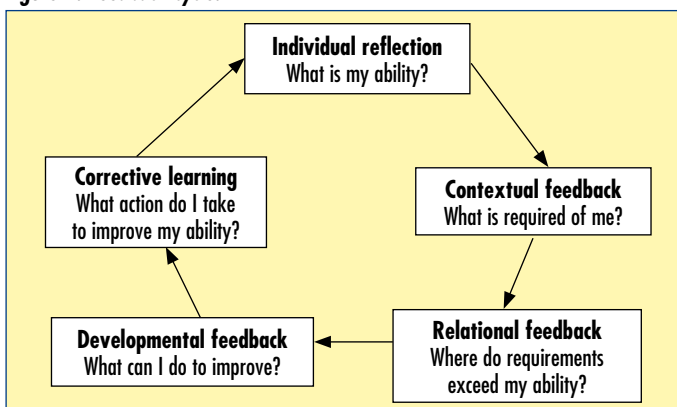 Individual reflection
What is my ability?
Contextual feedback
What is required of me?
Relational feedback
Where do requirements
exceed my ability?
Developmental feedback
What can I do to improve?
Corrective learning
What action do I take
to improve my ability?